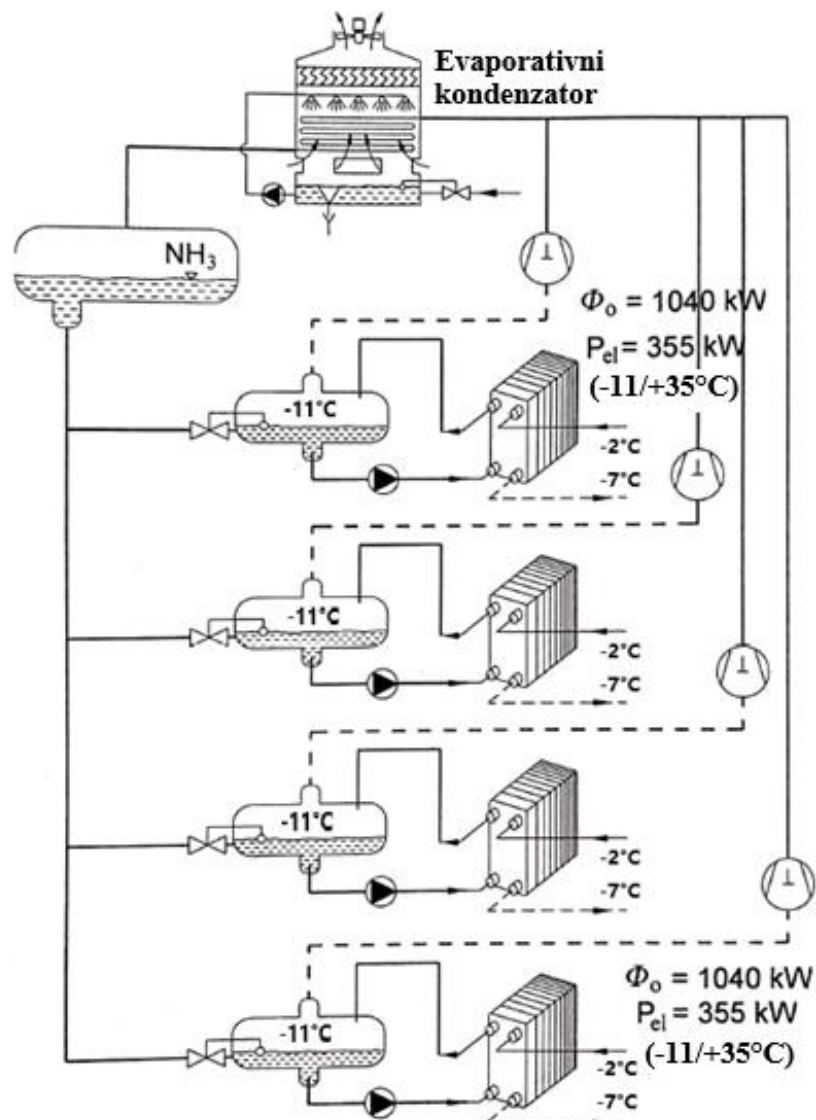 Evaporativni
kondenzator
NH₃
Φₒ = 1040 kW
Pₑₗ = 355 kW
(-11/+35°C)
-11°C
-2°C
-7°C
-11°C
-2°C
-7°C
-11°C
-2°C
-7°C
Φₒ = 1040 kW
Pₑₗ = 355 kW
(-11/+35°C)
-11°C
-2°C
-7°C